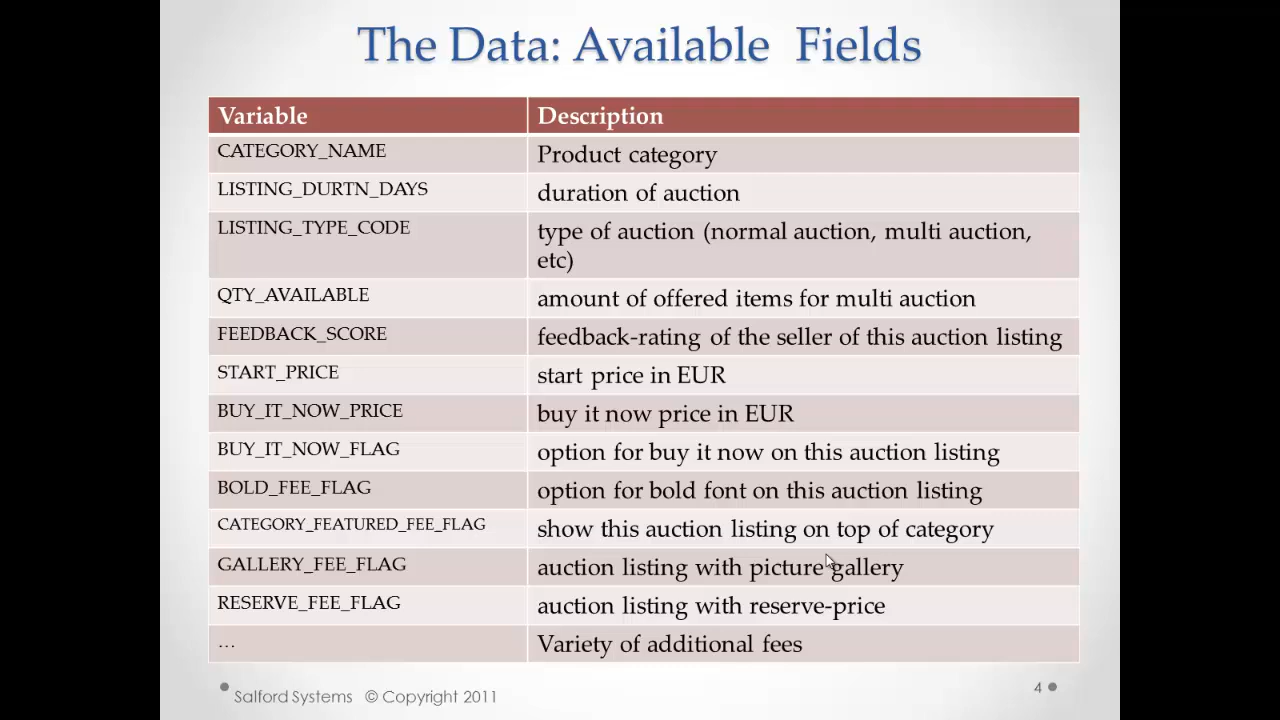 The Data: Available Fields
Variable Description
CATEGORY_NAME Product category
LISTING_DURTN_DAYS duration of auction
LISTING_TYPE_CODE type of auction (normal auction, multi auction,
etc)
QTY_AVAILABLE amount of offered items for multi auction
FEEDBACK_SCORE feedback-rating of the seller of this auction listing
START_PRICE start price in EUR
BUY_IT_NOW_PRICE buy it now price in EUR
BUY_IT_NOW_FLAG option for buy it now on this auction listing
BOLD_FEE_FLAG option for bold font on this auction listing
CATEGORY_FEATURED_FEE_FLAG show this auction listing on top of category
GALLERY_FEE_FLAG auction listing with picture gallery
RESERVE_FEE_FLAG auction listing with reserve-price
… Variety of additional fees
Salford Systems © Copyright 2011 4